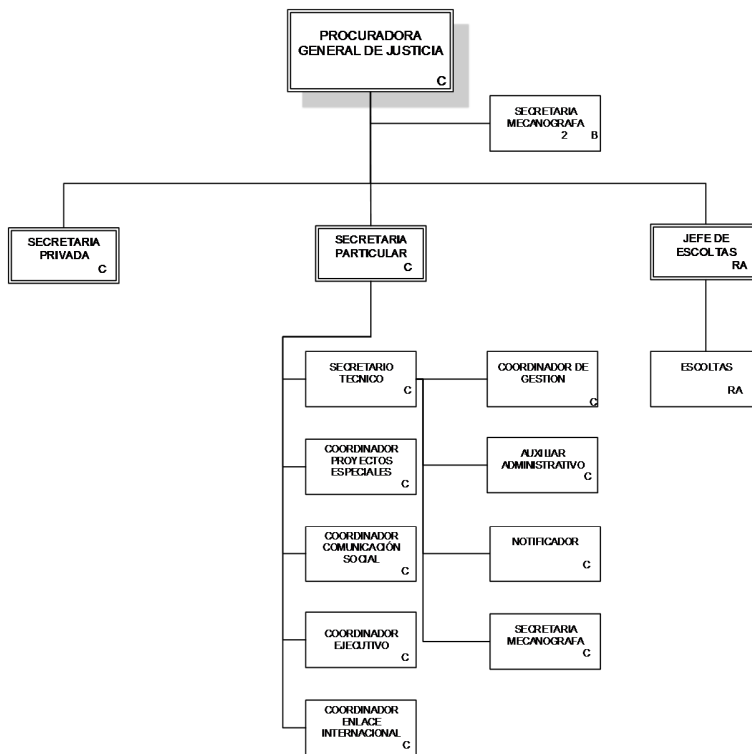 PROCURADORA
GENERAL DE JUSTICIA
C
SECRETARIA
MECANOGRAFA
2 B
SECRETARIA
PRIVADA
C
SECRETARIA
PARTICULAR
C
JEFE DE
ESCOLTAS
RA
SECRETARIO
TECNICO
C
COORDINADOR DE
GESTION
C
ESCOLTAS
RA
COORDINADOR
PROYECTOS
ESPECIALES
C
AUXILIAR
ADMINISTRATIVO
C
COORDINADOR
COMUNICACIÓN
SOCIAL
C
NOTIFICADOR
C
COORDINADOR
EJECUTIVO
C
SECRETARIA
MECANOGRAFA
C
COORDINADOR
ENLACE
INTERNACIONAL
C